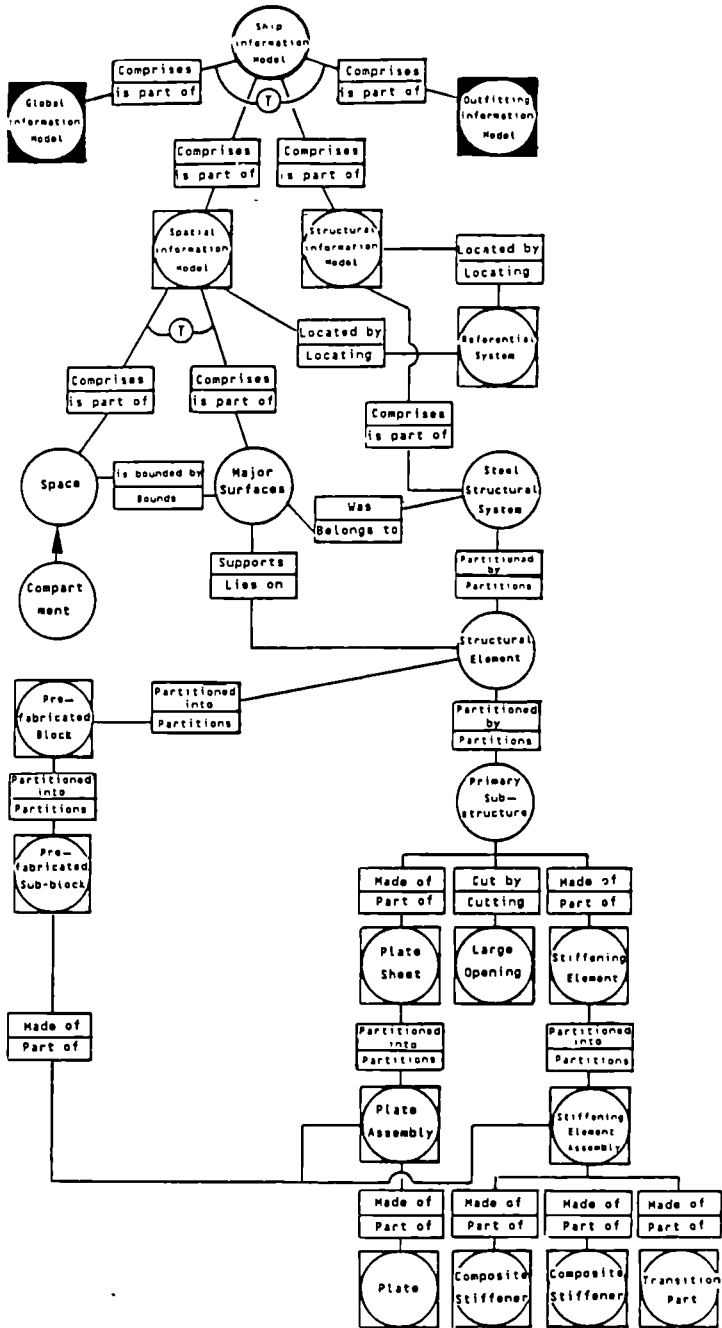 Ship
Information
Model
Comprises
is part of
Comprises
is part of
Global
Information
Model
T
Outfitting
Information
Model
Comprises
is part of
Comprises
is part of
Spatial
Information
Model
Structural
Information
Model
Located by
Locating
T
Located by
Locating
Referential
System
Comprises
is part of
Comprises
is part of
Comprises
is part of
Space
is bounded by
Bounds
Major
Surfaces
Was
Belongs to
Steel
Structural
System
Compart
ment
Supports
Lies on
Partitioned
by
Partitions
Structural
Element
Pre-
fabricated
Block
Partitioned
into
Partitions
Partitioned
by
Partitions
Partitioned
into
Partitions
Primary
Sub-
structure
Pre-
fabricated
Sub-block
Made of
Part of
Cut by
Cutting
Made of
Part of
Plate
Sheet
Large
Opening
Stiffening
Element
Made of
Part of
Partitioned
into
Partitions
Partitioned
into
Partitions
Plate
Assembly
Stiffening
Element
Assembly
Made of
Part of
Made of
Part of
Made of
Part of
Made of
Part of
Plate
Composite
Stiffener
Composite
Stiffener
Transition
Part